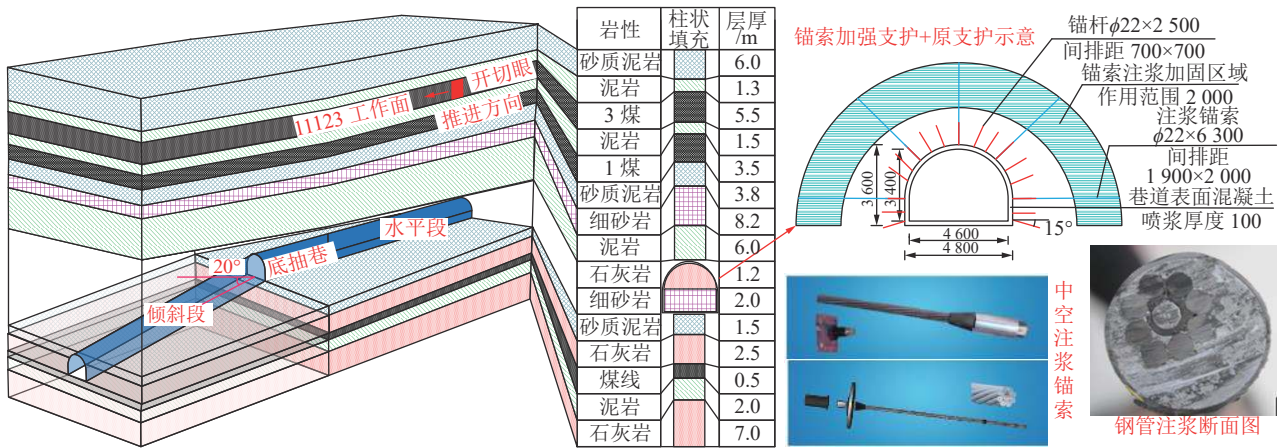 11123 工作面
开切眼
推进方向
20°
底抽巷
水平段
倾斜段
岩性 柱状填充 层厚/m
砂质泥岩 6.0
泥岩 1.3
3 煤 5.5
泥岩 1.5
1 煤 3.5
砂质泥岩 3.8
细砂岩 8.2
泥岩 6.0
石灰岩 1.2
细砂岩 2.0
砂质泥岩 1.5
石灰岩 2.5
煤线 0.5
泥岩 2.0
石灰岩 7.0
锚索加强支护+原支护示意
锚杆ϕ22×2 500
间排距 700×700
锚索注浆加固区域
作用范围 2 000
注浆锚索
ϕ22×6 300
间排距
1 900×2 000
巷道表面混凝土
喷浆厚度 100
3 600
3 400
15°
4 600
4 800
中空注浆锚索
钢管注浆断面图